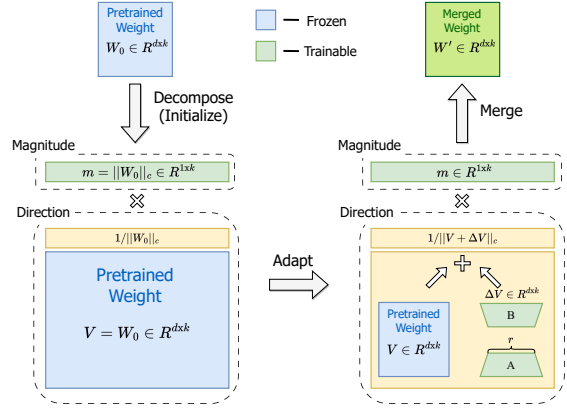 Pretrained
Weight
W₀ ∈ R^{dxk}
— Frozen
— Trainable
Merged
Weight
W′ ∈ R^{dxk}
Decompose
(Initialize)
Merge
Magnitude
m = ||W₀||_c ∈ R^{1xk}
Direction
1/||W₀||_c
Pretrained
Weight
V = W₀ ∈ R^{dxk}
Adapt
Magnitude
m ∈ R^{1xk}
Direction
1/||V + ΔV||_c
Pretrained
Weight
V ∈ R^{dxk}
ΔV ∈ R^{dxk}
B
r
A